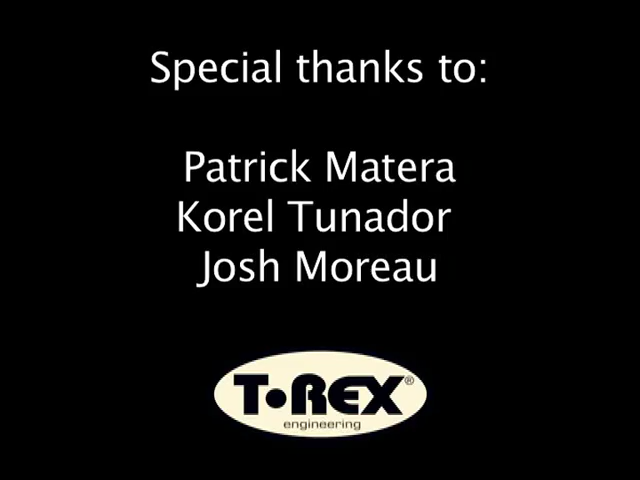 Special thanks to:
Patrick Matera
Korel Tunador
Josh Moreau
T•REX®
engineering